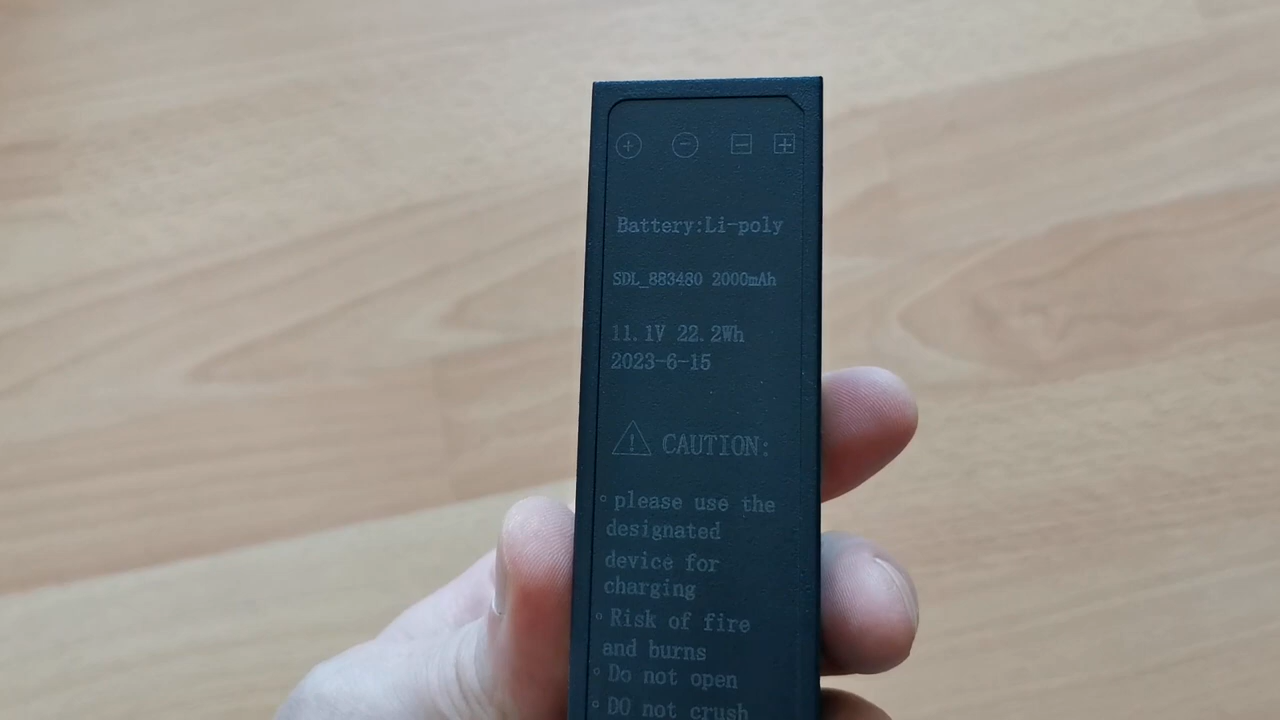 Battery:Li-poly
SDL_883480 2000mAh
11.1V 22.2Wh
2023-6-15
CAUTION:
please use the
designated
device for
charging
Risk of fire
and burns
Do not open
DO not crush